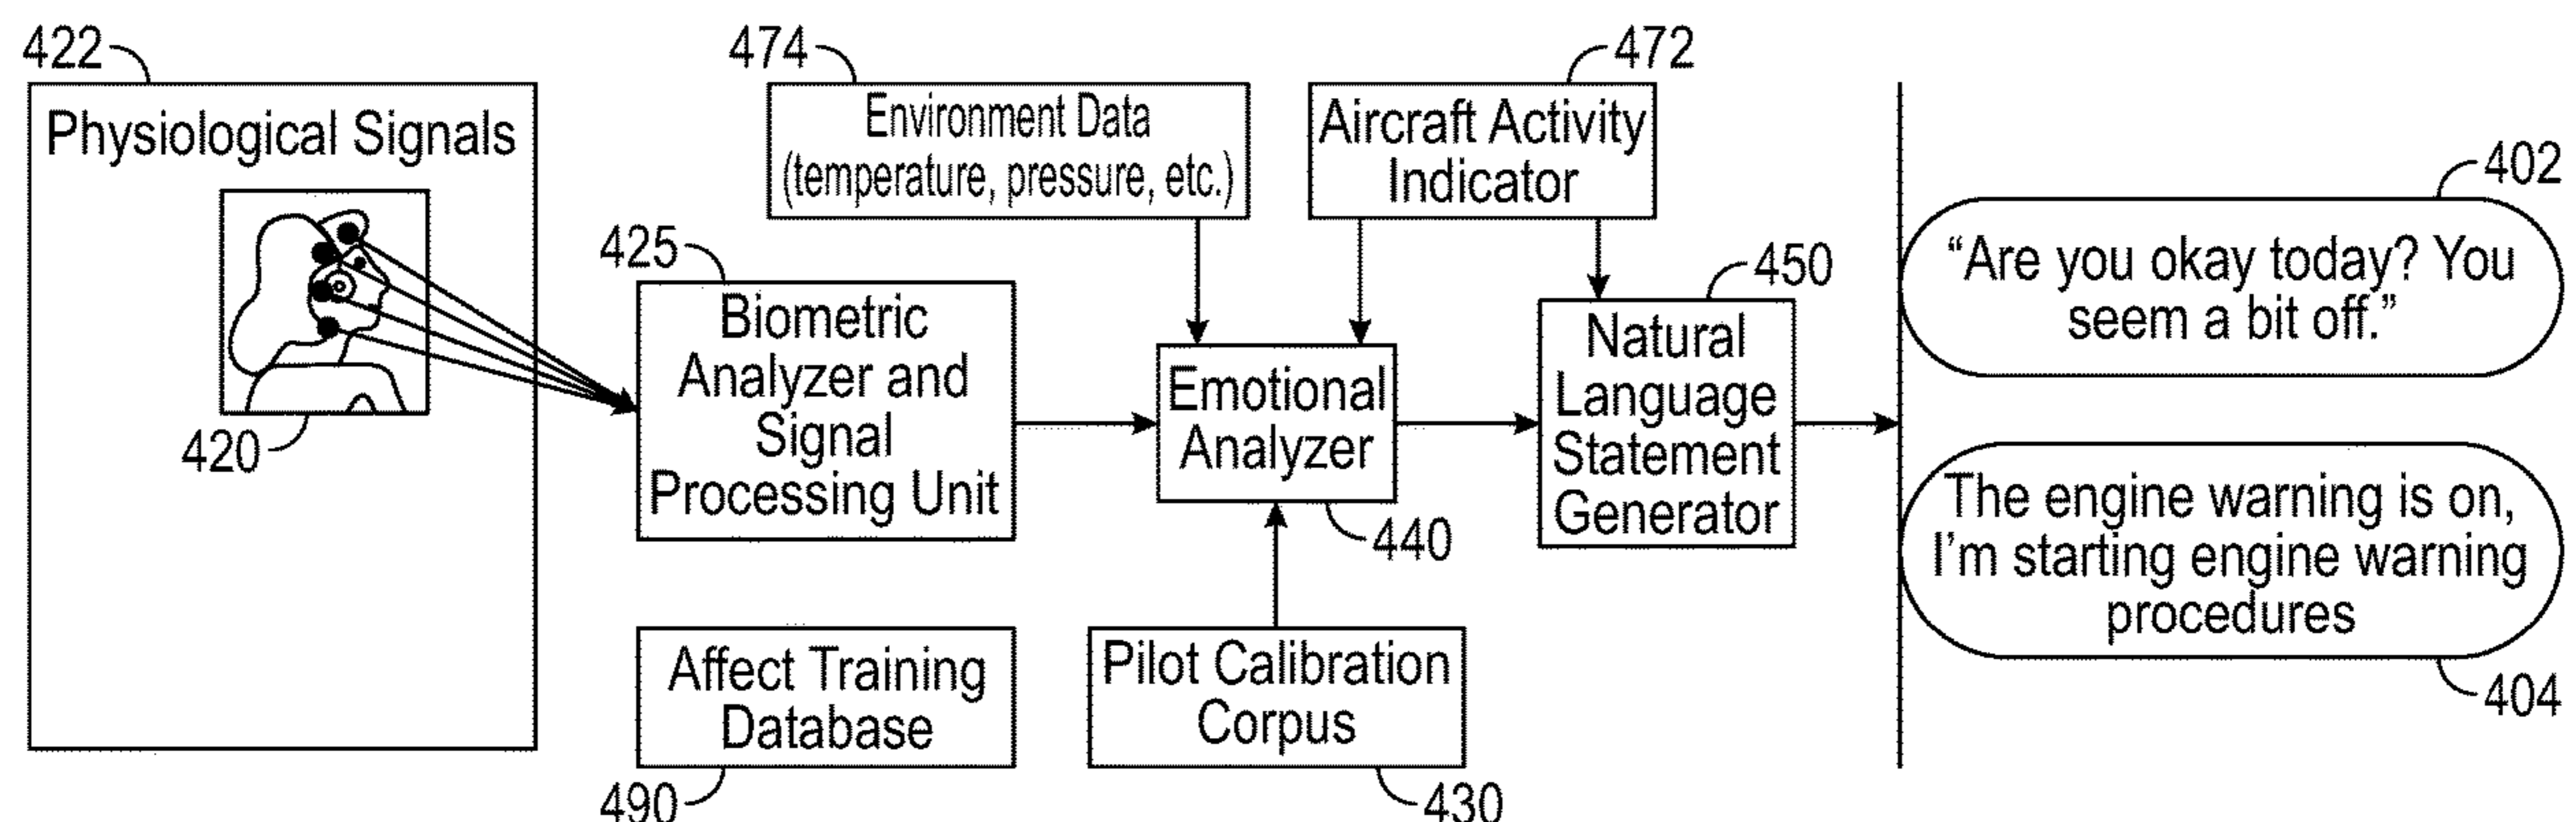 422
Physiological Signals
420
474
Environment Data
(temperature, pressure, etc.)
472
Aircraft Activity
Indicator
425
Biometric
Analyzer and
Signal
Processing Unit
Emotional
Analyzer
440
450
Natural
Language
Statement
Generator
Affect Training
Database
490
Pilot Calibration
Corpus
430
402
“Are you okay today? You
seem a bit off.”
The engine warning is on,
I’m starting engine warning
procedures
404